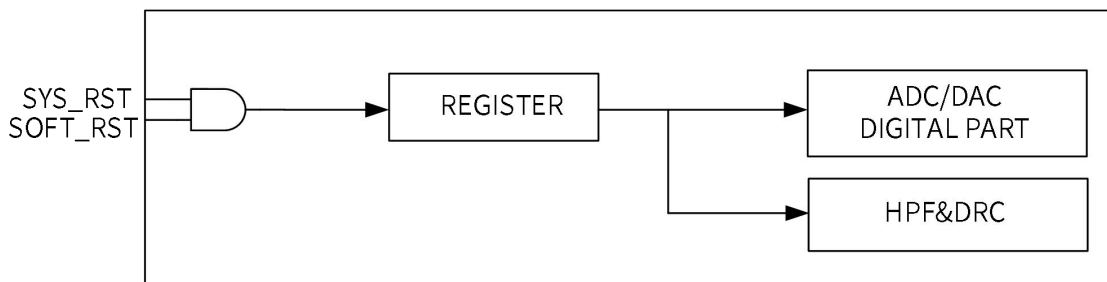 SYS_RST
SOFT_RST
REGISTER
ADC/DAC
DIGITAL PART
HPF&DRC